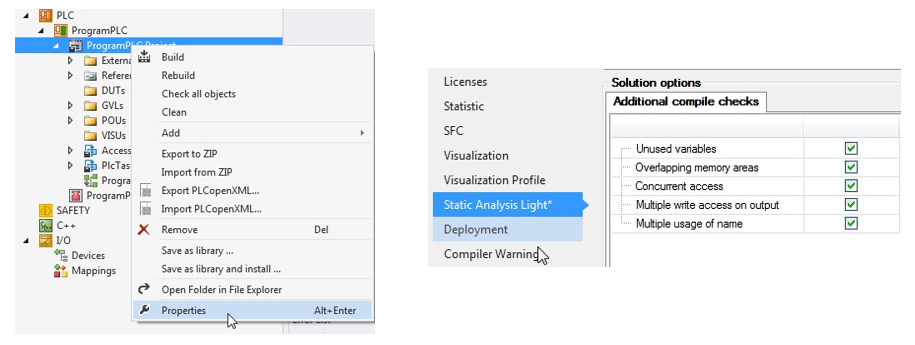 PLC
ProgramPLC
ProgramPLC Project
Externa
Refere
DUTs
GVLs
POUs
VISUs
Access
PlcTas
Progra
ProgramP
SAFETY
C++
I/O
Devices
Mappings
Build
Rebuild
Check all objects
Clean
Add
Export to ZIP
Import from ZIP
Export PLCopenXML...
Import PLCopenXML...
Remove Del
Save as library ...
Save as library and install ...
Open Folder in File Explorer
Properties Alt+Enter
Error List
Licenses
Statistic
SFC
Visualization
Visualization Profile
Static Analysis Light*
Deployment
Compiler Warning
Solution options
Additional compile checks
Unused variables
Overlapping memory areas
Concurrent access
Multiple write access on output
Multiple usage of name